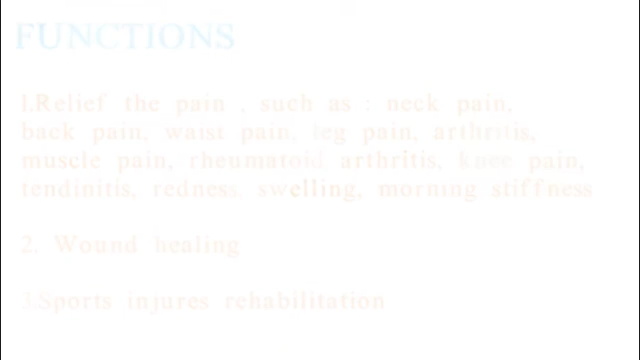 FUNCTIONS
1.Relief the pain , such as : neck pain,
back pain, waist pain, leg pain, arthritis,
muscle pain, rheumatoid arthritis, knee pain,
tendinitis, redness, swelling, morning stiffness
2. Wound healing
3.Sports injures rehabilitation